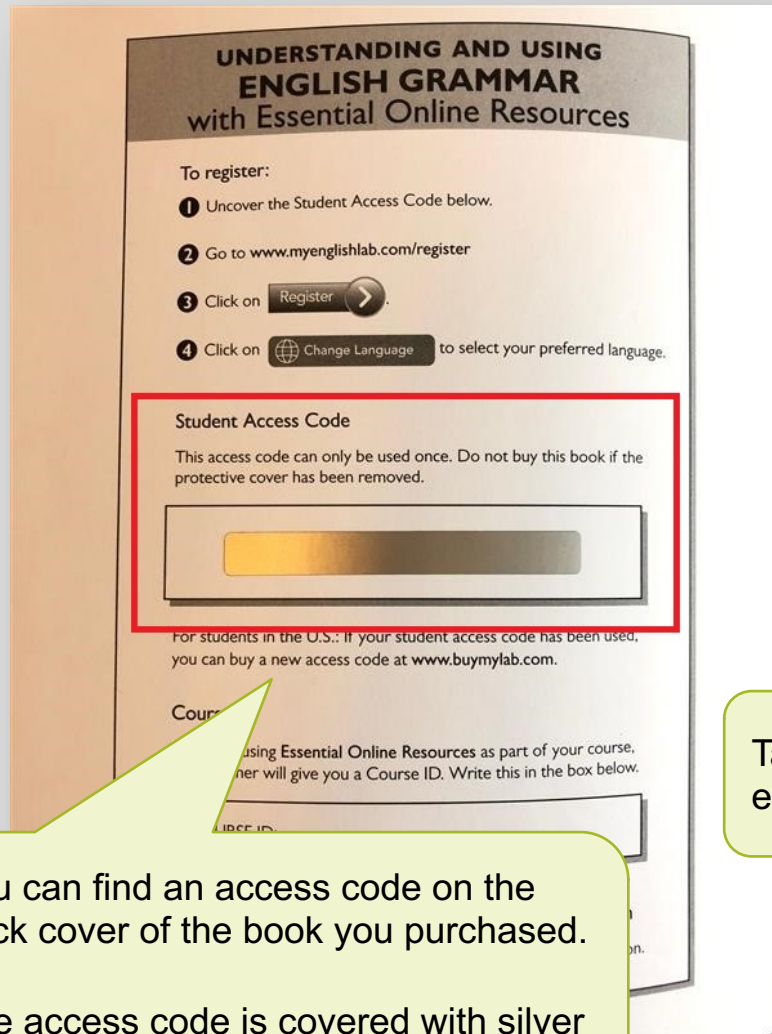 UNDERSTANDING AND USING
ENGLISH GRAMMAR
with Essential Online Resources
To register:
1 Uncover the Student Access Code below.
2 Go to www.myenglishlab.com/register
3 Click on Register .
4 Click on Change Language to select your preferred language.
Student Access Code
This access code can only be used once. Do not buy this book if the
protective cover has been removed.
For students in the U.S.: If your student access code has been used,
you can buy a new access code at www.buymylab.com.
using Essential Online Resources as part of your course,
will give you a Course ID. Write this in the box below.
can find an access code on the
cover of the book you purchased.
access code is covered with silver